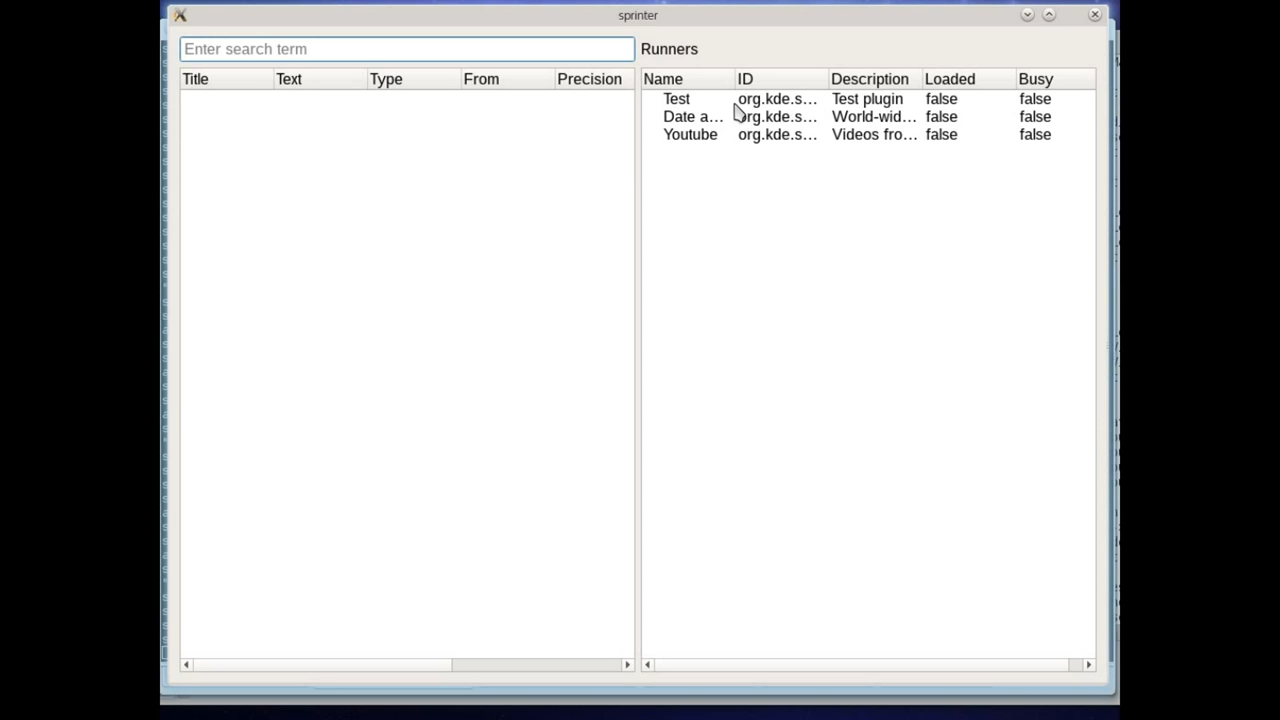 sprinter
Enter search term
Runners
Title Text Type From Precision
Name ID Description Loaded Busy
Test org.kde.s... Test plugin false false
Date a... org.kde.s... World-wid... false false
Youtube org.kde.s... Videos fro... false false